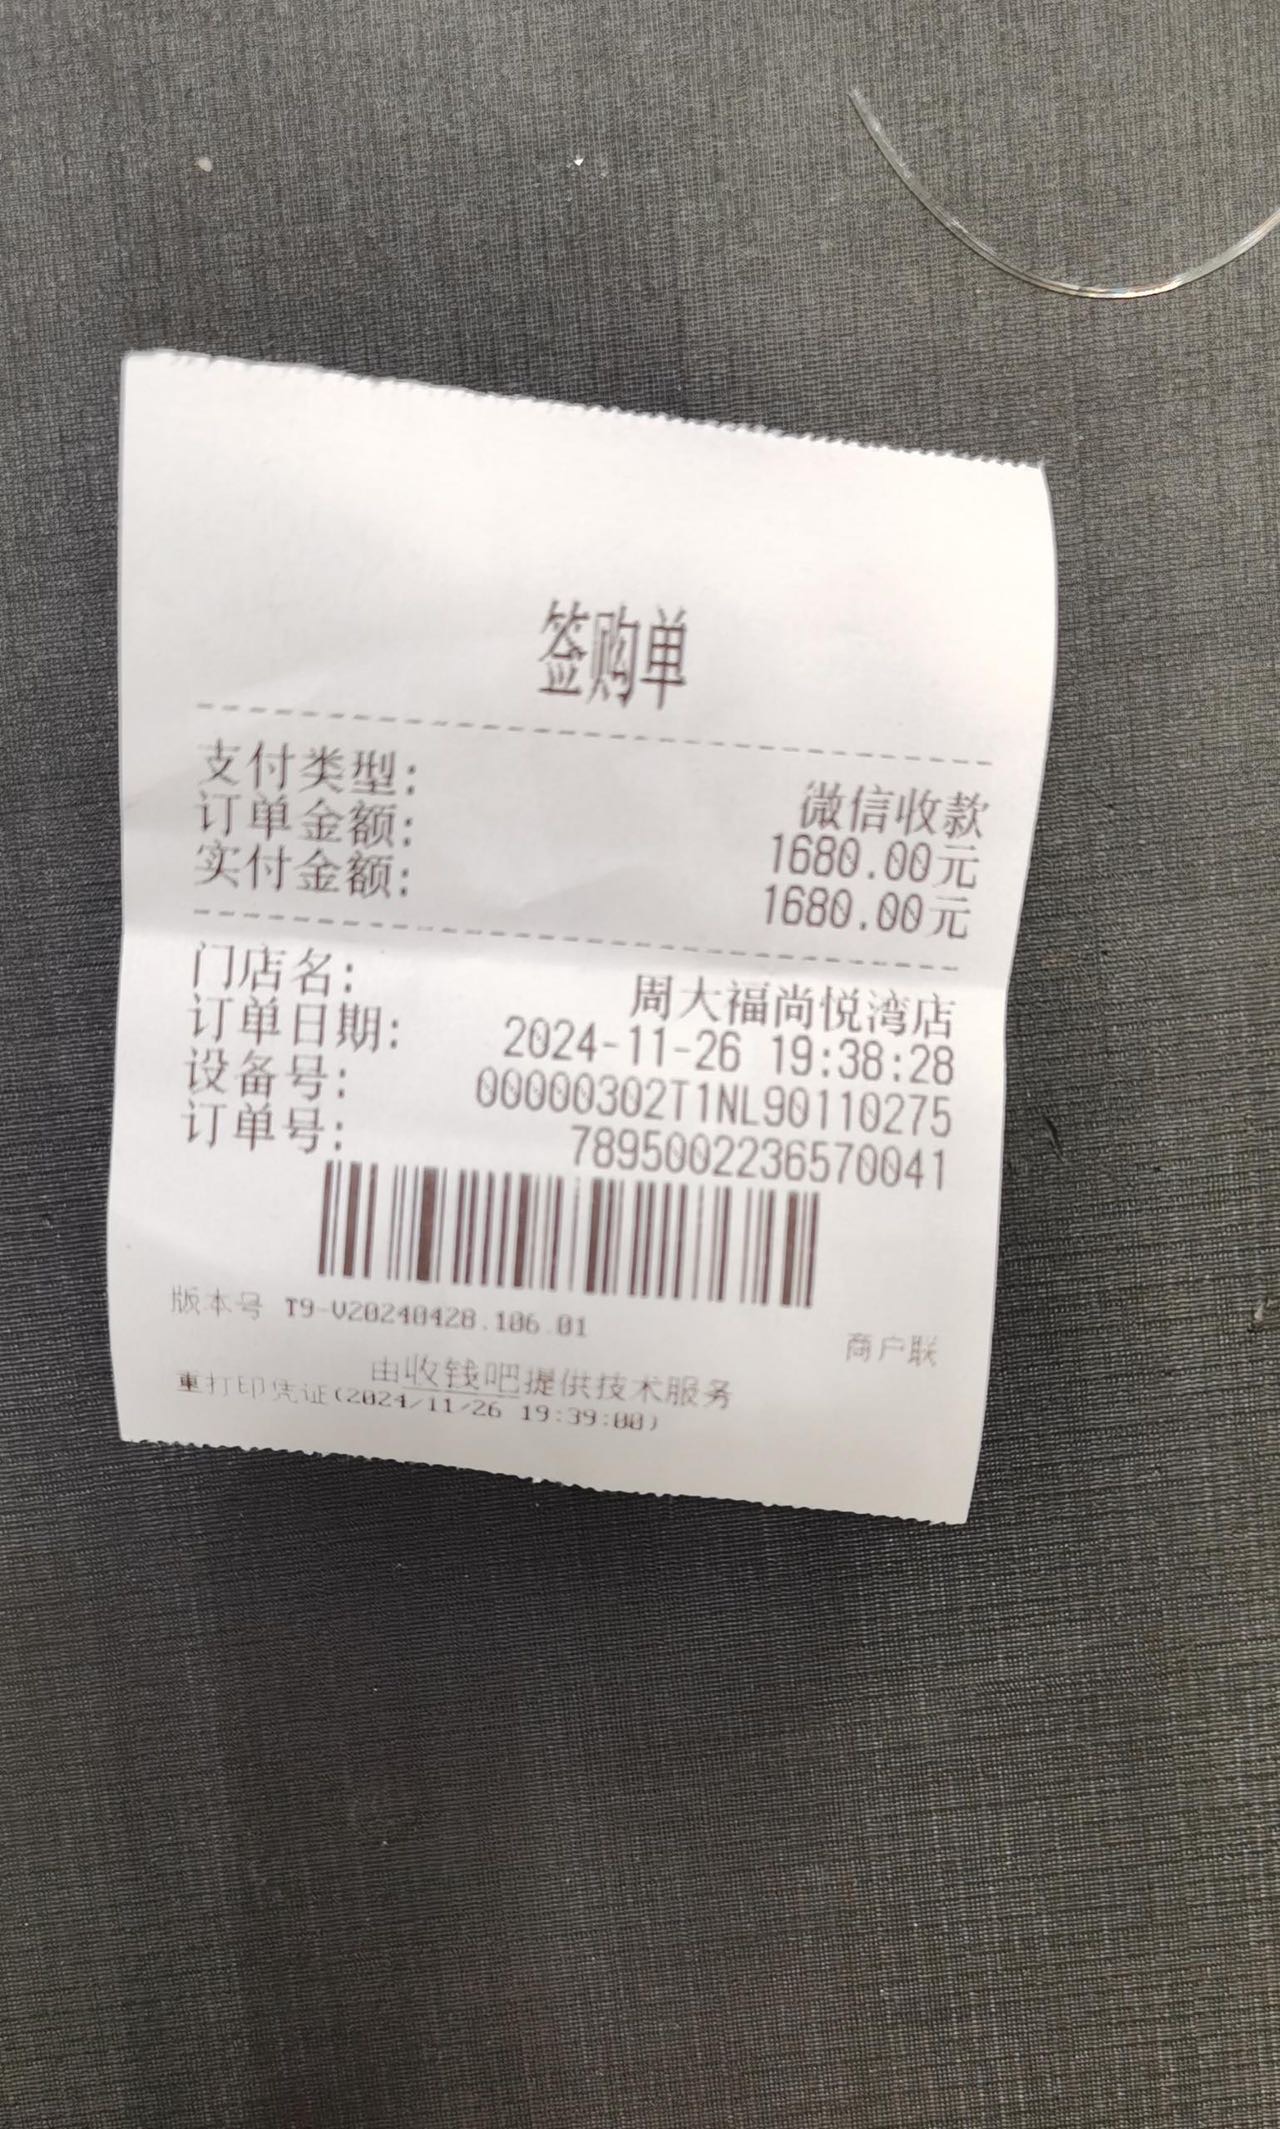 签购单
支付类型: 微信收款
订单金额: 1680.00元
实付金额: 1680.00元
门店名: 周大福尚悦湾店
订单日期: 2024-11-26 19:38:28
设备号: 00000302T1NL90110275
订单号: 7895002236570041
版本号 T9-V20240428.106.01
商户联
由收钱吧提供技术服务
重打印凭证(2024/11/26 19:39:00)